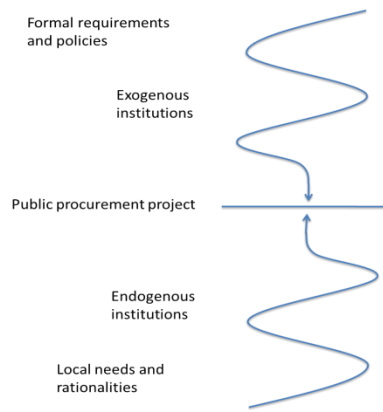 Formal requirements
and policies
Exogenous
institutions
Public procurement project
Endogenous
institutions
Local needs and
rationalities